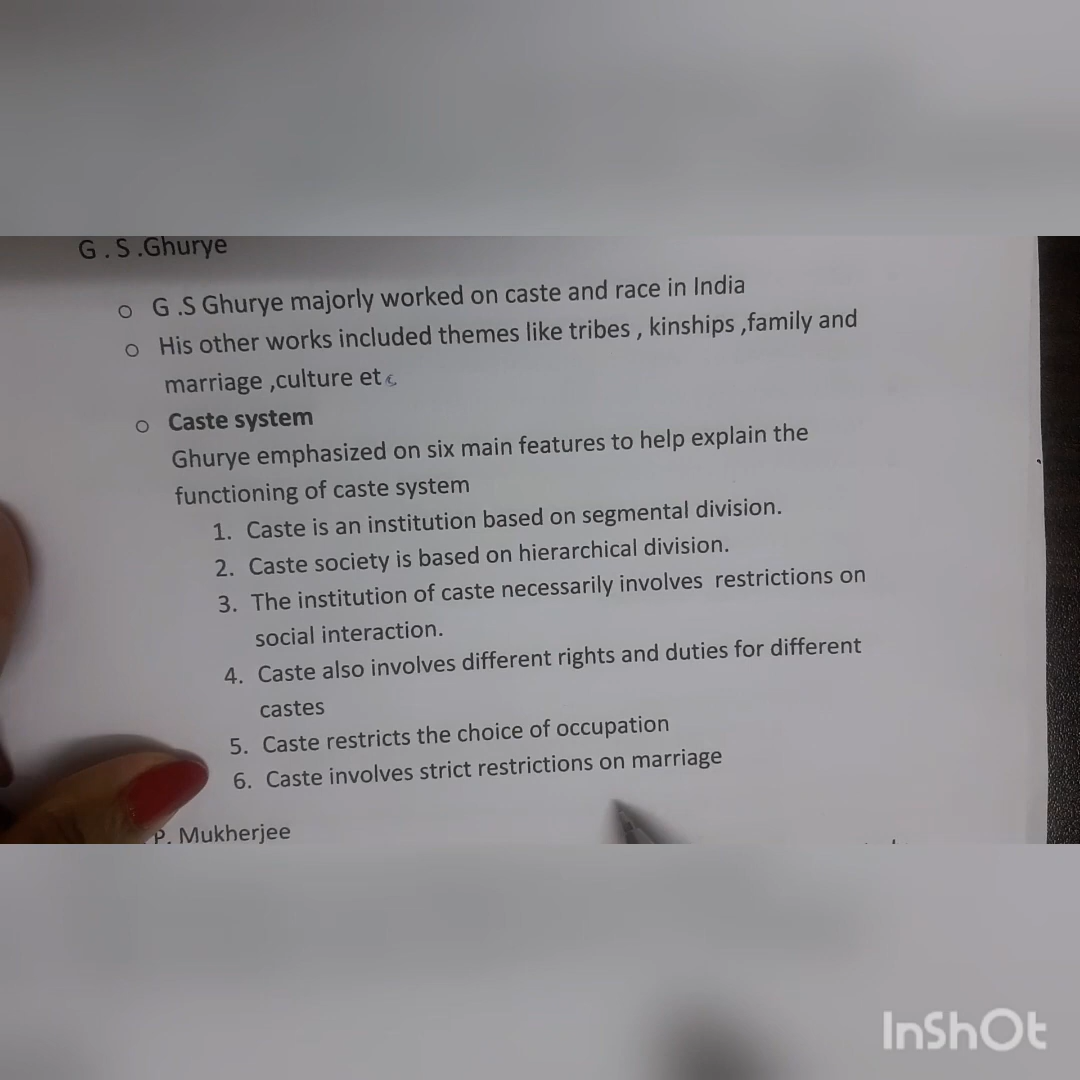 G . S .Ghurye
o G .S Ghurye majorly worked on caste and race in India
o His other works included themes like tribes , kinships ,family and
marriage ,culture etc
o Caste system
Ghurye emphasized on six main features to help explain the
functioning of caste system
1. Caste is an institution based on segmental division.
2. Caste society is based on hierarchical division.
3. The institution of caste necessarily involves restrictions on
social interaction.
4. Caste also involves different rights and duties for different
castes
5. Caste restricts the choice of occupation
6. Caste involves strict restrictions on marriage
P. Mukherjee
InShOt